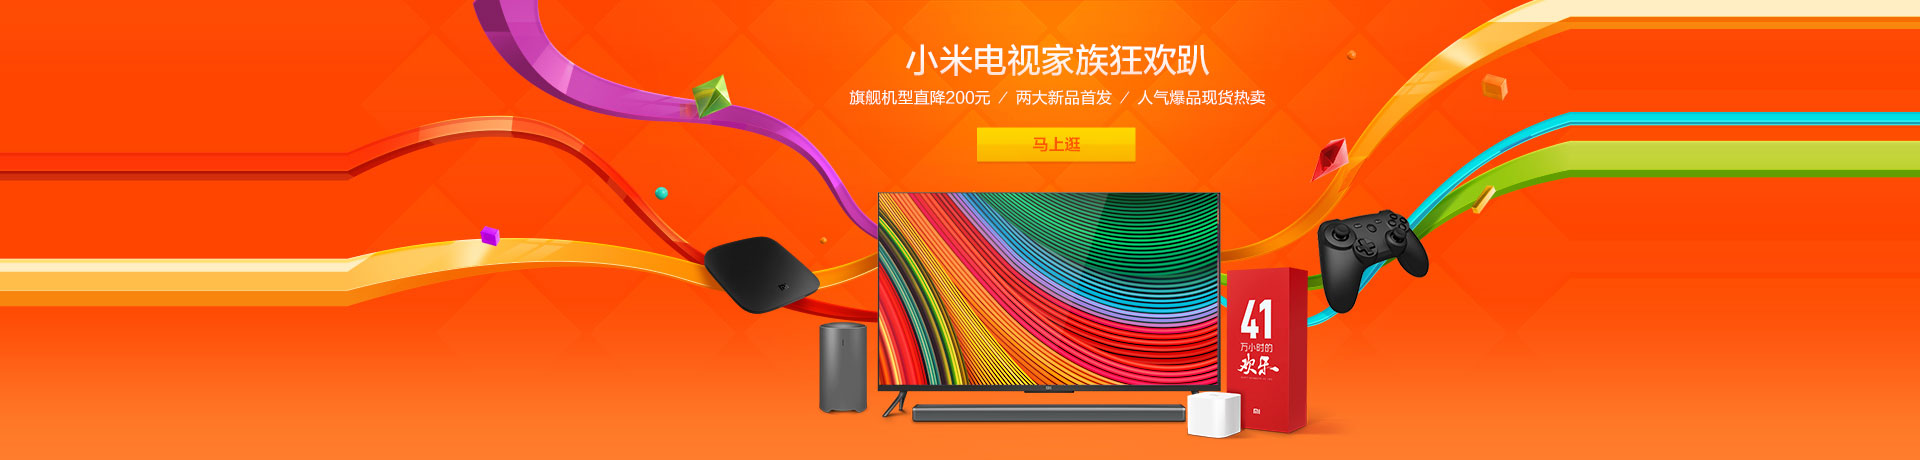 小米电视家族狂欢趴
旗舰机型直降200元 / 两大新品首发 / 人气爆品现货热卖
马上逛
41
万小时的
欢乐